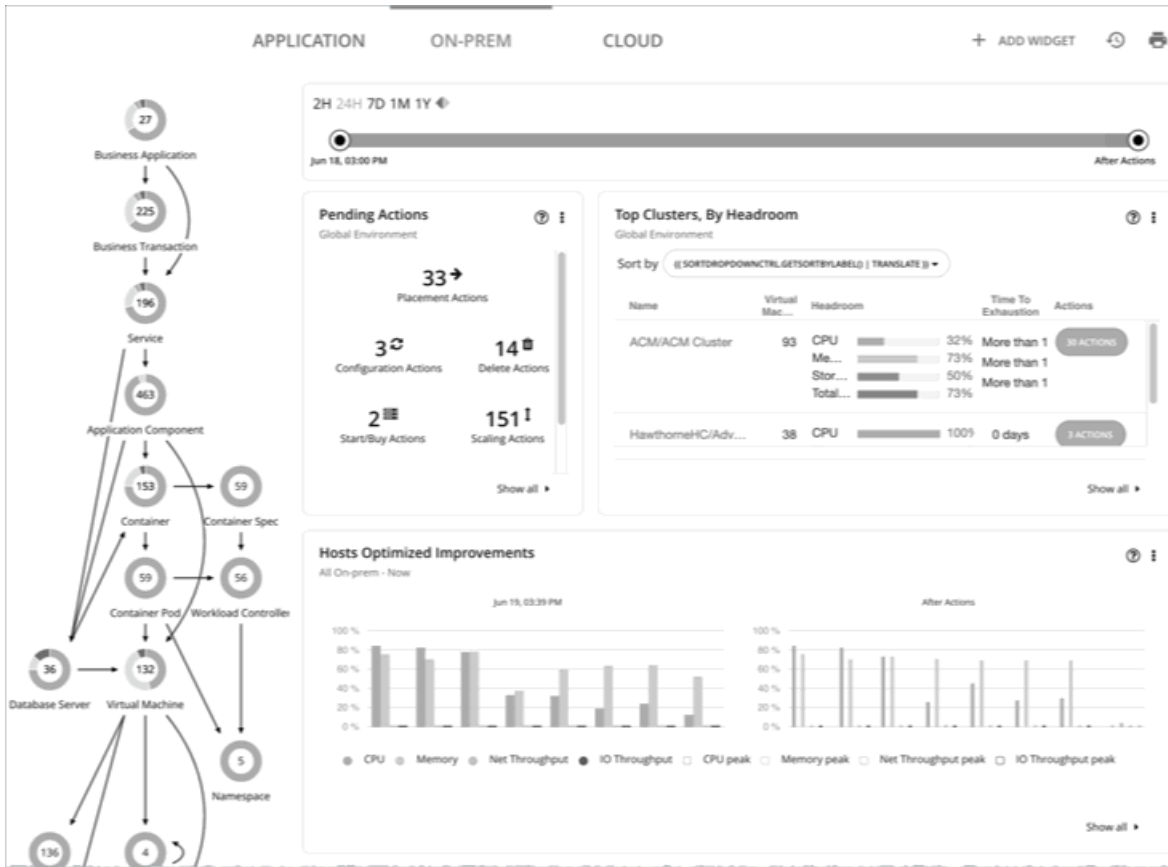 APPLICATION ON-PREM CLOUD + ADD WIDGET
27
Business Application
225
Business Transaction
196
Service
463
Application Component
153 59
Container Container Spec
59 56
Container Pod Workload Controller
36 132
Database Server Virtual Machine
5
Namespace
136 4
2H 24H 7D 1M 1Y
Jun 18, 03:00 PM After Actions
Pending Actions
Global Environment
33
Placement Actions
3 14
Configuration Actions Delete Actions
2 151
Start/Buy Actions Scaling Actions
Show all
Top Clusters, By Headroom
Global Environment
Sort by {{ SORTDROPDOWNCTRL.GETSORTBYLABEL() | TRANSLATE }}
Name Virtual Mac... Headroom Time To Exhaustion Actions
ACM/ACM Cluster 93 CPU 32% More than 1 30 ACTIONS
Me... 73% More than 1
Stor... 50% More than 1
Total... 73%
HawthorneHC/Adv... 38 CPU 100% 0 days 3 ACTIONS
Show all
Hosts Optimized Improvements
All On-prem - Now
Jun 19, 03:39 PM After Actions
100 % 100 %
80 % 80 %
60 % 60 %
40 % 40 %
20 % 20 %
0 % 0 %
CPU Memory Net Throughput IO Throughput CPU peak Memory peak Net Throughput peak IO Throughput peak
Show all